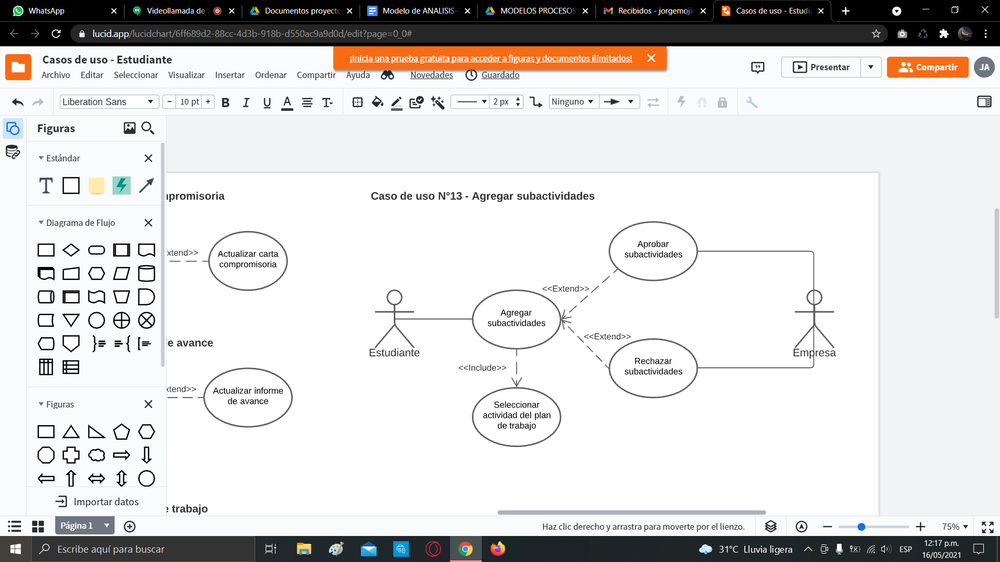 WhatsApp
Videollamada de
Documentos proyecto
Modelo de ANALISIS-
MODELOS PROCESOS
Recibidos - jorgemoji
Casos de uso - Estudia
lucid.app/lucidchart/6ff689d2-88cc-4d3b-918b-d550ac9a9d0d/edit?page=0_0#
Casos de uso - Estudiante
¡Inicia una prueba gratuita para acceder a figuras y documentos ilimitados!
Presentar
Compartir
JA
Archivo Editar Seleccionar Visualizar Insertar Ordenar Compartir Ayuda Novedades Guardado
Liberation Sans
10 pt
2 px
Ninguno
Figuras
Estándar
Diagrama de Flujo
Figuras
Importar datos
npromisoria
xtend>>
Actualizar carta
compromisoria
le avance
xtend>>
Actualizar informe
de avance
e trabajo
Caso de uso N°13 - Agregar subactividades
Aprobar
subactividades
<<Extend>>
Agregar
subactividades
<<Extend>>
Estudiante
Empresa
Rechazar
subactividades
<<Include>>
Seleccionar
actividad del plan
de trabajo
Página 1
Haz clic derecho y arrastra para moverte por el lienzo.
75%
Escribe aquí para buscar
31°C Lluvia ligera
ESP
12:17 p.m.
16/05/2021